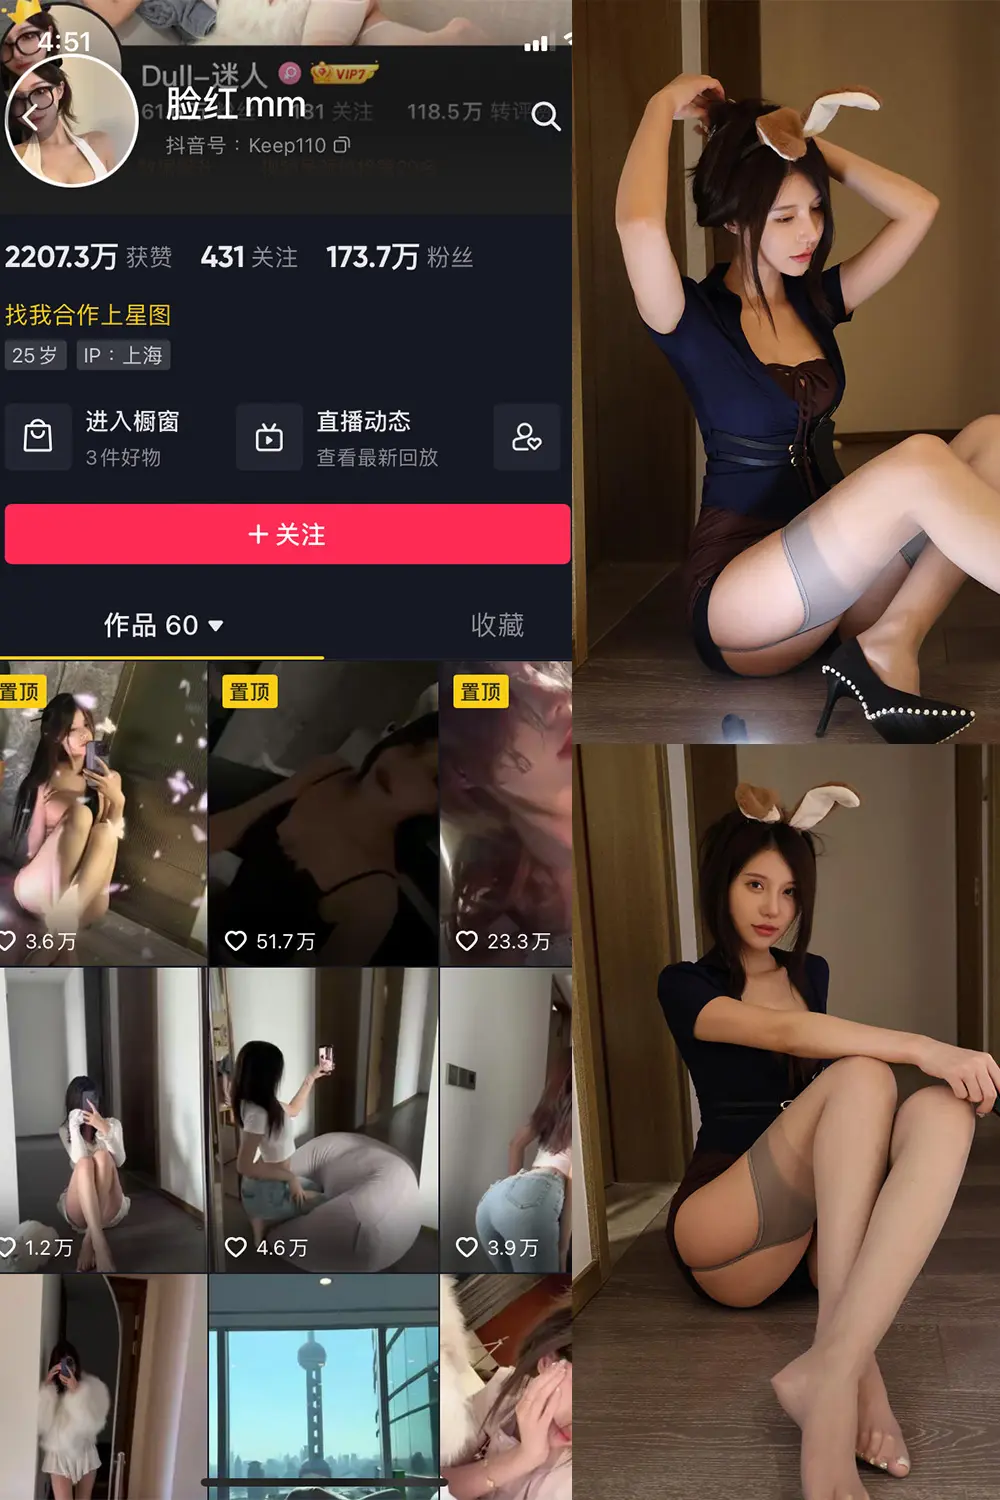 4:51
Dull-迷人 VIP7
脸红mm
关注 118.5万 转评
抖音号：Keep110
2207.3万 获赞 431 关注 173.7万 粉丝
找我合作上星图
25岁 IP：上海
进入橱窗
3件好物
直播动态
查看最新回放
+ 关注
作品 60
收藏
置顶 置顶 置顶
3.6万 51.7万 23.3万
1.2万 4.6万 3.9万